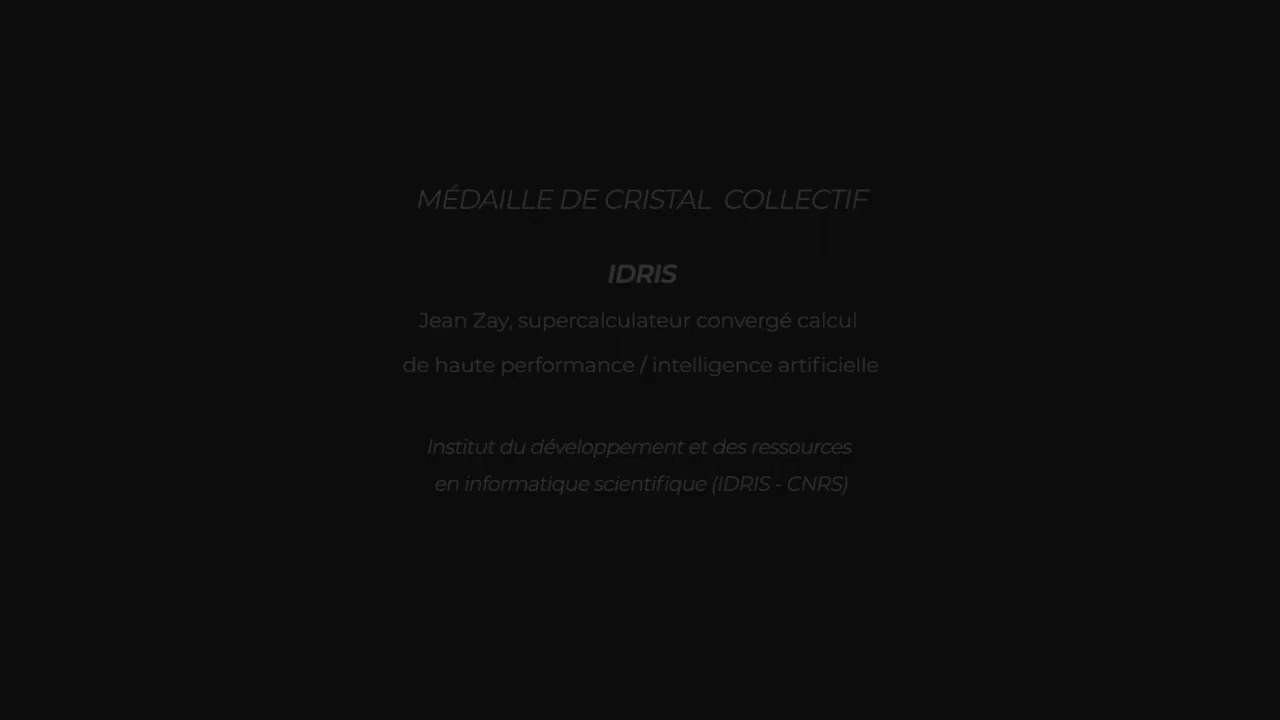 MÉDAILLE DE CRISTAL COLLECTIF
IDRIS
Jean Zay, supercalculateur convergé calcul
de haute performance / intelligence artificielle
Institut du développement et des ressources
en informatique scientifique (IDRIS - CNRS)